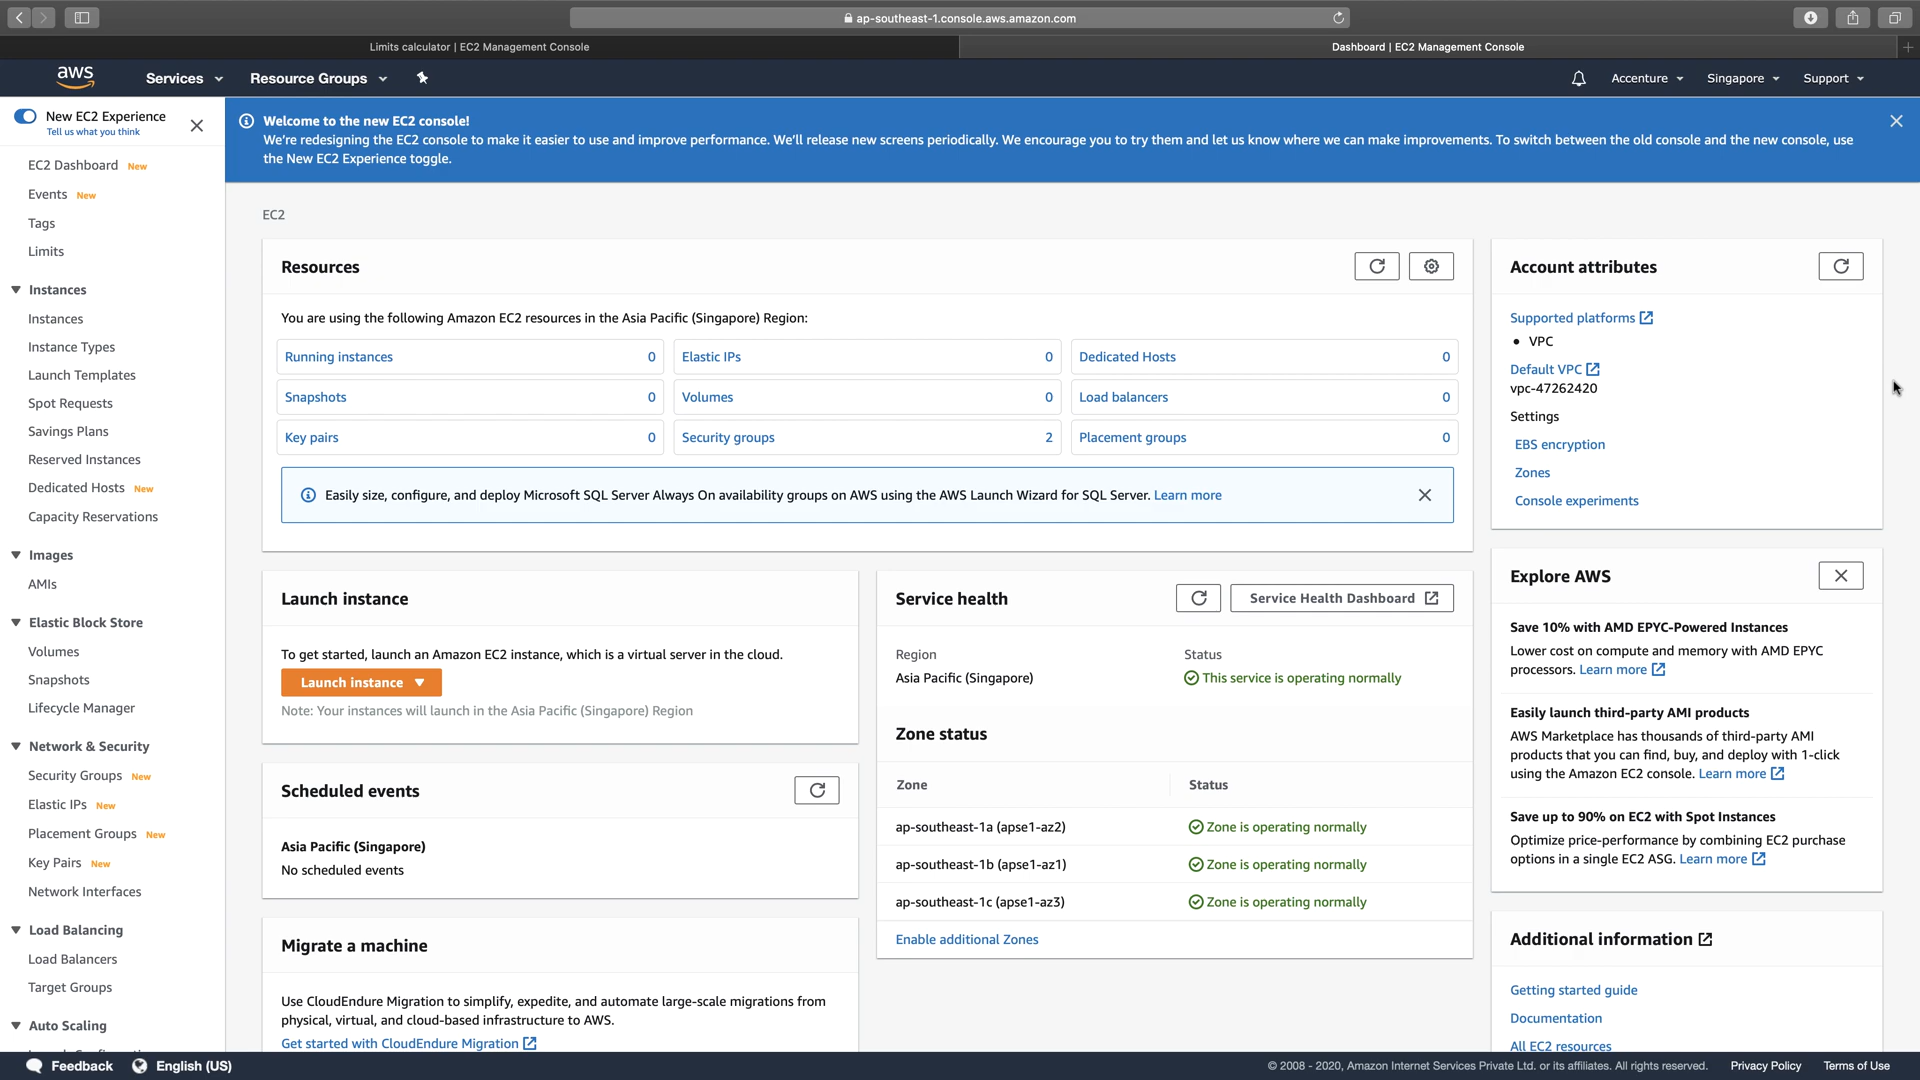 ap-southeast-1.console.aws.amazon.com
Limits calculator | EC2 Management Console
Dashboard | EC2 Management Console
aws
Services
Resource Groups
Accenture
Singapore
Support
New EC2 Experience
Tell us what you think
EC2 Dashboard New
Events New
Tags
Limits
Instances
Instances
Instance Types
Launch Templates
Spot Requests
Savings Plans
Reserved Instances
Dedicated Hosts New
Capacity Reservations
Images
AMIs
Elastic Block Store
Volumes
Snapshots
Lifecycle Manager
Network & Security
Security Groups New
Elastic IPs New
Placement Groups New
Key Pairs New
Network Interfaces
Load Balancing
Load Balancers
Target Groups
Auto Scaling
Welcome to the new EC2 console!
We're redesigning the EC2 console to make it easier to use and improve performance. We'll release new screens periodically. We encourage you to try them and let us know where we can make improvements. To switch between the old console and the new console, use
the New EC2 Experience toggle.
EC2
Resources
You are using the following Amazon EC2 resources in the Asia Pacific (Singapore) Region:
Running instances 0
Elastic IPs 0
Dedicated Hosts 0
Snapshots 0
Volumes 0
Load balancers 0
Key pairs 0
Security groups 2
Placement groups 0
Easily size, configure, and deploy Microsoft SQL Server Always On availability groups on AWS using the AWS Launch Wizard for SQL Server. Learn more
Launch instance
To get started, launch an Amazon EC2 instance, which is a virtual server in the cloud.
Launch instance
Note: Your instances will launch in the Asia Pacific (Singapore) Region
Scheduled events
Asia Pacific (Singapore)
No scheduled events
Migrate a machine
Use CloudEndure Migration to simplify, expedite, and automate large-scale migrations from
physical, virtual, and cloud-based infrastructure to AWS.
Get started with CloudEndure Migration
Service health
Service Health Dashboard
Region
Status
Asia Pacific (Singapore)
This service is operating normally
Zone status
Zone
Status
ap-southeast-1a (apse1-az2)
Zone is operating normally
ap-southeast-1b (apse1-az1)
Zone is operating normally
ap-southeast-1c (apse1-az3)
Zone is operating normally
Enable additional Zones
Account attributes
Supported platforms
• VPC
Default VPC
vpc-47262420
Settings
EBS encryption
Zones
Console experiments
Explore AWS
Save 10% with AMD EPYC-Powered Instances
Lower cost on compute and memory with AMD EPYC
processors. Learn more
Easily launch third-party AMI products
AWS Marketplace has thousands of third-party AMI
products that you can find, buy, and deploy with 1-click
using the Amazon EC2 console. Learn more
Save up to 90% on EC2 with Spot Instances
Optimize price-performance by combining EC2 purchase
options in a single EC2 ASG. Learn more
Additional information
Getting started guide
Documentation
All EC2 resources
Feedback
English (US)
© 2008 - 2020, Amazon Internet Services Private Ltd. or its affiliates. All rights reserved.
Privacy Policy
Terms of Use